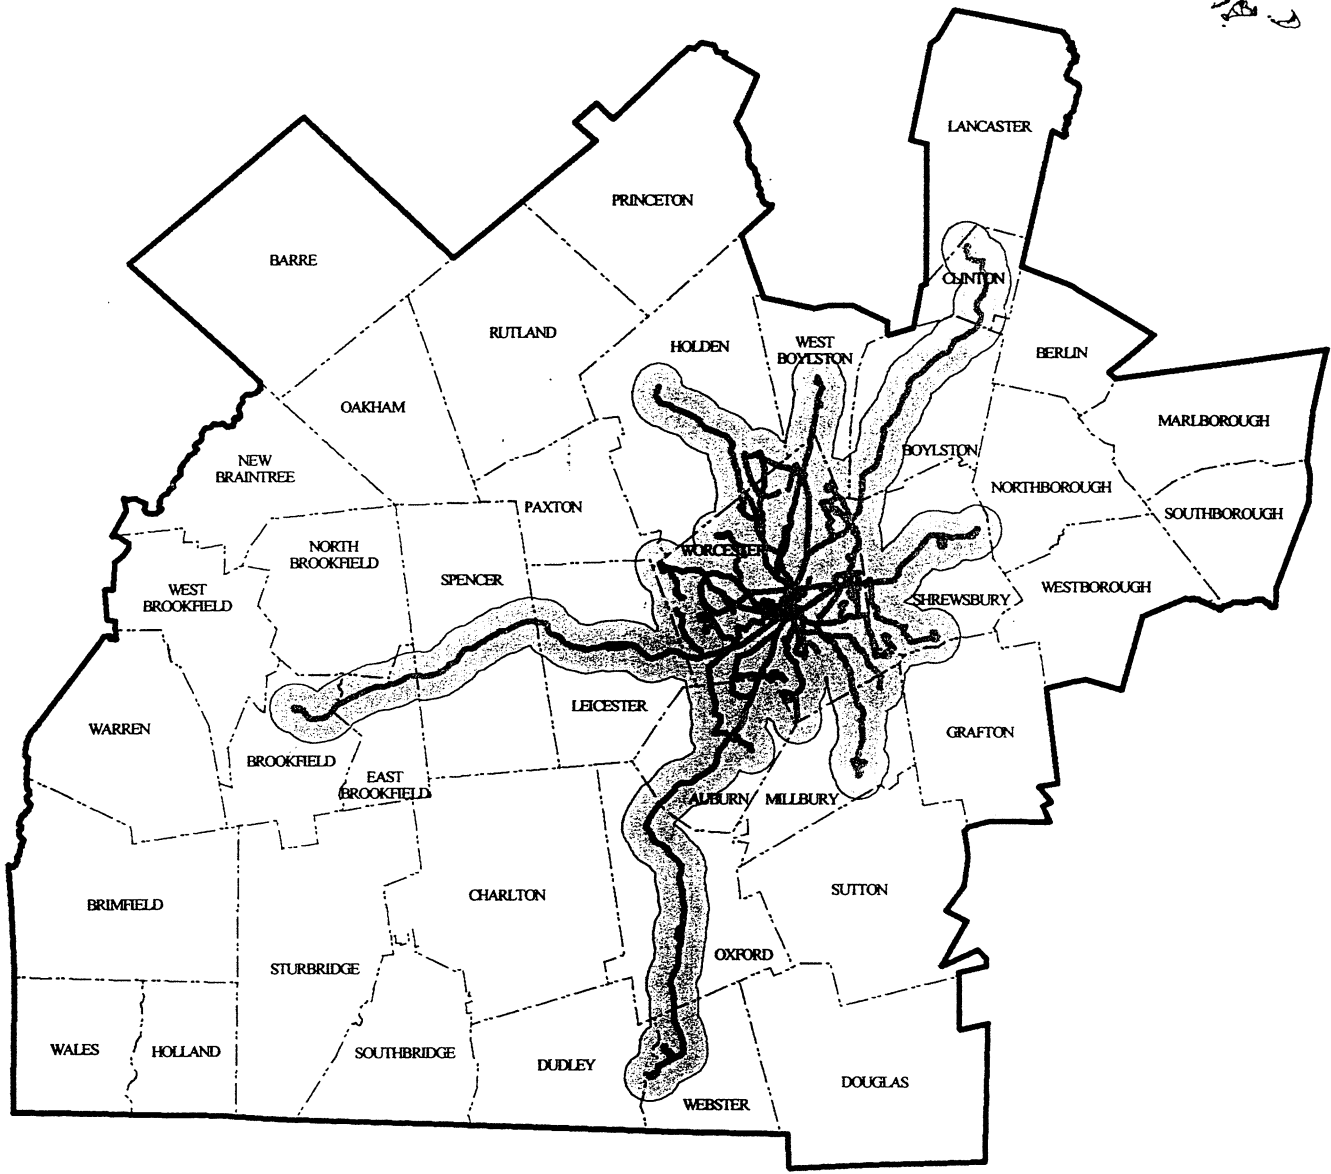 LANCASTER
PRINCETON
BARRE
CLINTON
RUTLAND
HOLDEN
WEST
BOYLSTON
BERLIN
OAKHAM
MARLBOROUGH
BOYLSTON
NEW
BRAINTREE
NORTHBOROUGH
PAXTON
SOUTHBOROUGH
NORTH
BROOKFIELD
WORCESTER
SPENCER
WEST
BROOKFIELD
WESTBOROUGH
SHREWSBURY
LEICESTER
WARREN
GRAFTON
BROOKFIELD
EAST
BROOKFIELD
AUBURN
MILLBURY
SUTTON
CHARLTON
BRIMFIELD
OXFORD
STURBRIDGE
WALES
HOLLAND
SOUTHBRIDGE
DUDLEY
DOUGLAS
WEBSTER